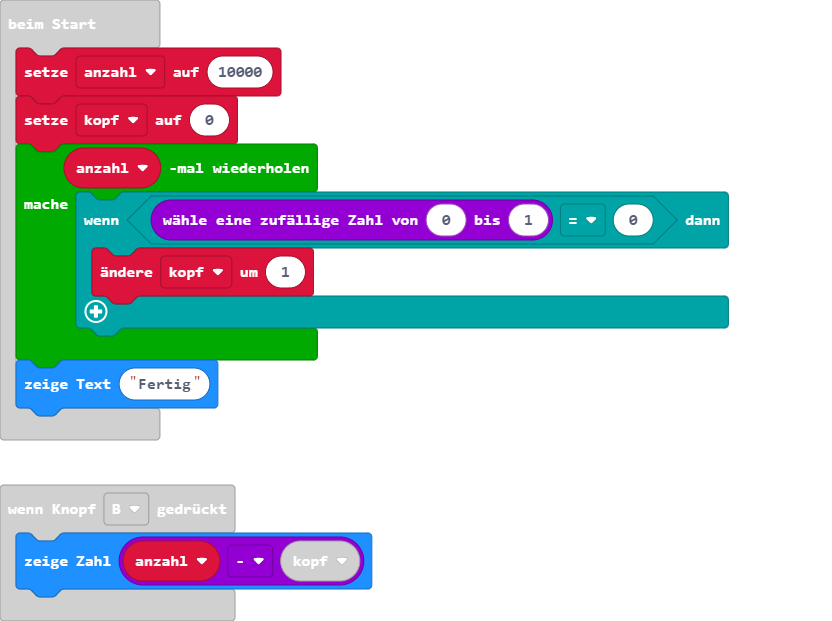 beim Start
setze anzahl auf 10000
setze kopf auf 0
anzahl -mal wiederholen
mache
wenn wähle eine zufällige Zahl von 0 bis 1 = 0 dann
ändere kopf um 1
zeige Text "Fertig"
wenn Knopf B gedrückt
zeige Zahl anzahl - kopf